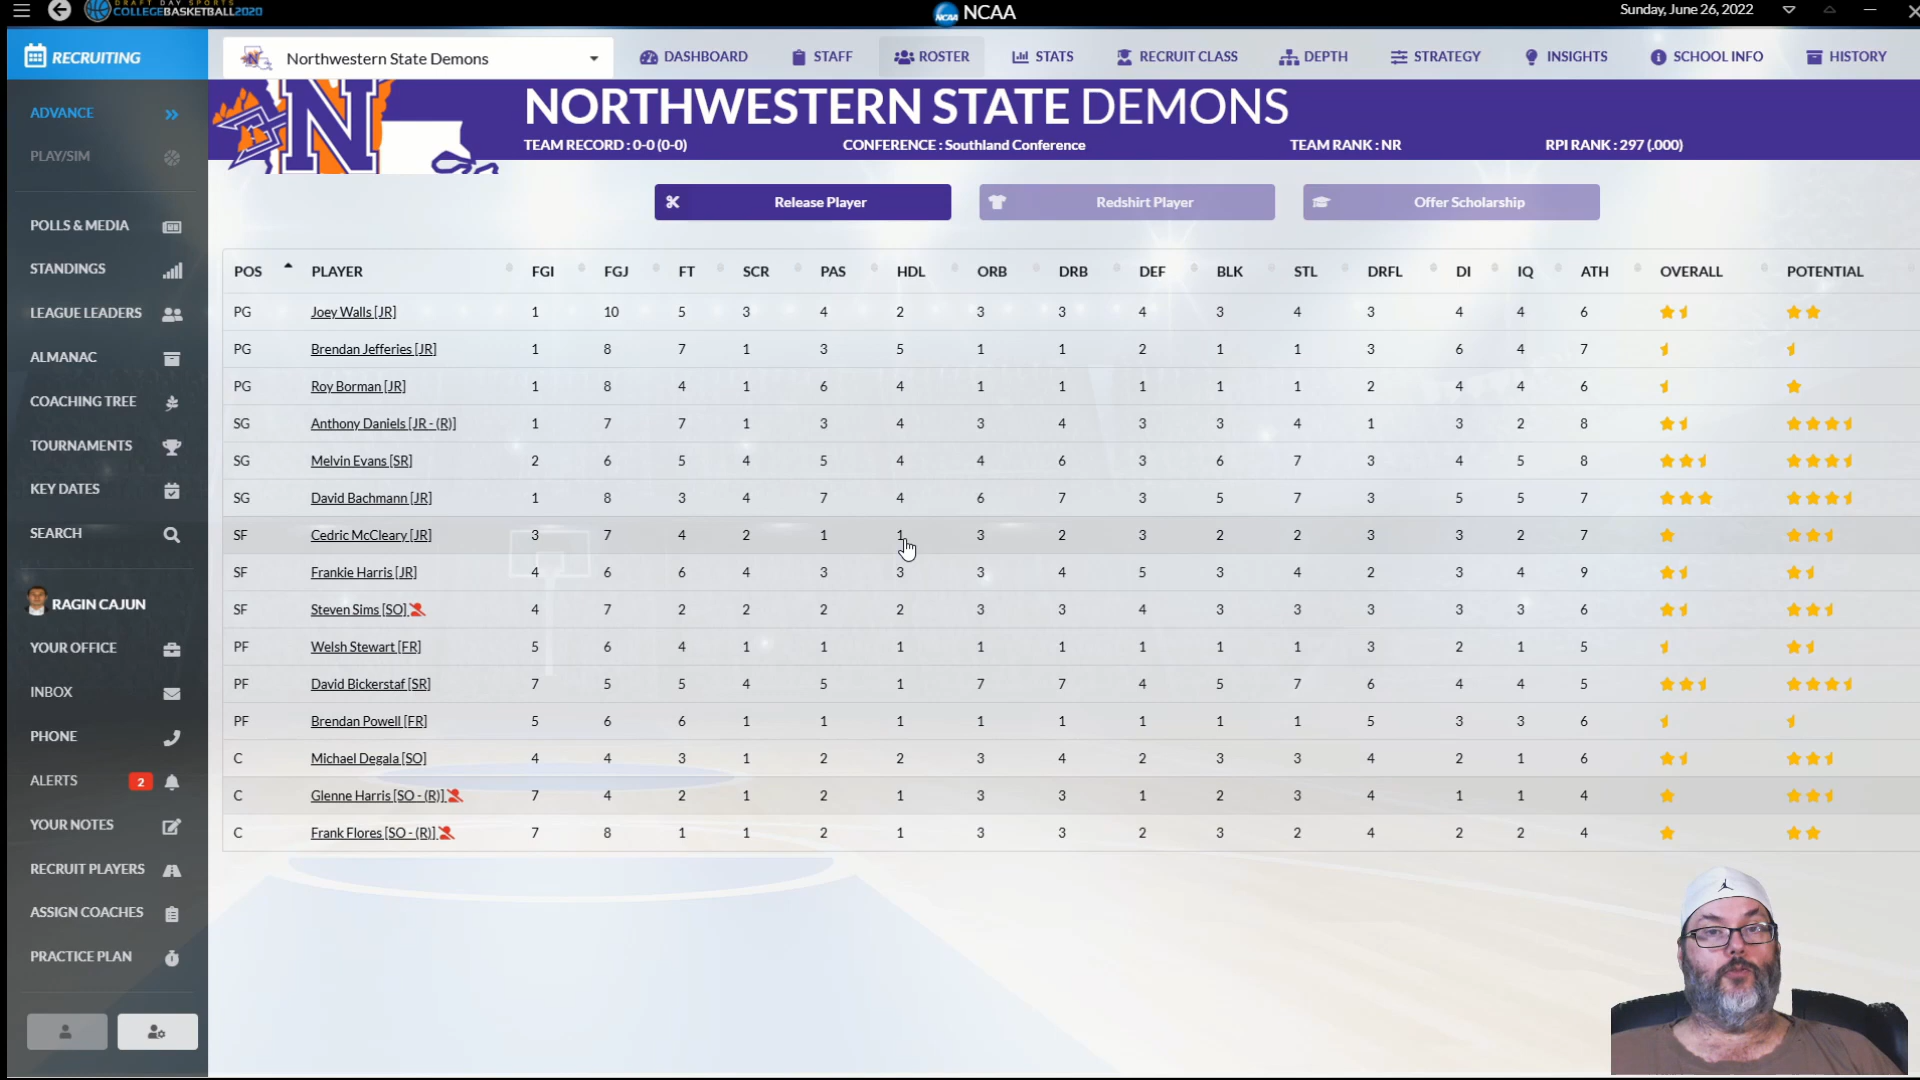 DRAFT DAY SPORTS
COLLEGEBASKETBALL2020
NCAA NCAA
Sunday, June 26, 2022
RECRUITING
Northwestern State Demons
DASHBOARD STAFF ROSTER STATS RECRUIT CLASS DEPTH STRATEGY INSIGHTS SCHOOL INFO HISTORY
N
NORTHWESTERN STATE DEMONS
TEAM RECORD : 0-0 (0-0) CONFERENCE : Southland Conference TEAM RANK : NR RPI RANK : 297 (.000)
ADVANCE
PLAY/SIM
POLLS & MEDIA
STANDINGS
LEAGUE LEADERS
ALMANAC
COACHING TREE
TOURNAMENTS
KEY DATES
SEARCH
RAGIN CAJUN
YOUR OFFICE
INBOX
PHONE
ALERTS 2
YOUR NOTES
RECRUIT PLAYERS
ASSIGN COACHES
PRACTICE PLAN
Release Player Redshirt Player Offer Scholarship
POS PLAYER FGI FGJ FT SCR PAS HDL ORB DRB DEF BLK STL DRFL DI IQ ATH OVERALL POTENTIAL
PG Joey Walls [JR] 1 10 5 3 4 2 3 3 4 3 4 3 4 4 6
PG Brendan Jefferies [JR] 1 8 7 1 3 5 1 1 2 1 1 3 6 4 7
PG Roy Borman [JR] 1 8 4 1 6 4 1 1 1 1 1 2 4 4 6
SG Anthony Daniels [JR - (R)] 1 7 7 1 3 4 3 4 3 3 4 1 3 2 8
SG Melvin Evans [SR] 2 6 5 4 5 4 4 6 3 6 7 3 4 5 8
SG David Bachmann [JR] 1 8 3 4 7 4 6 7 3 5 7 3 5 5 7
SF Cedric McCleary [JR] 3 7 4 2 1 1 3 2 3 2 2 3 3 2 7
SF Frankie Harris [JR] 4 6 6 4 3 3 3 4 5 3 4 2 3 4 9
SF Steven Sims [SO] 4 7 2 2 2 2 3 3 4 3 3 3 3 3 6
PF Welsh Stewart [FR] 5 6 4 1 1 1 1 1 1 1 1 3 2 1 5
PF David Bickerstaf [SR] 7 5 5 4 5 1 7 7 4 5 7 6 4 4 5
PF Brendan Powell [FR] 5 6 6 1 1 1 1 1 1 1 1 5 3 3 6
C Michael Degala [SO] 4 4 3 1 2 2 3 4 2 3 3 4 2 1 6
C Glenne Harris [SO - (R)] 7 4 2 1 2 1 3 3 1 2 3 4 1 1 4
C Frank Flores [SO - (R)] 7 8 1 1 2 1 3 3 2 3 2 4 2 2 4